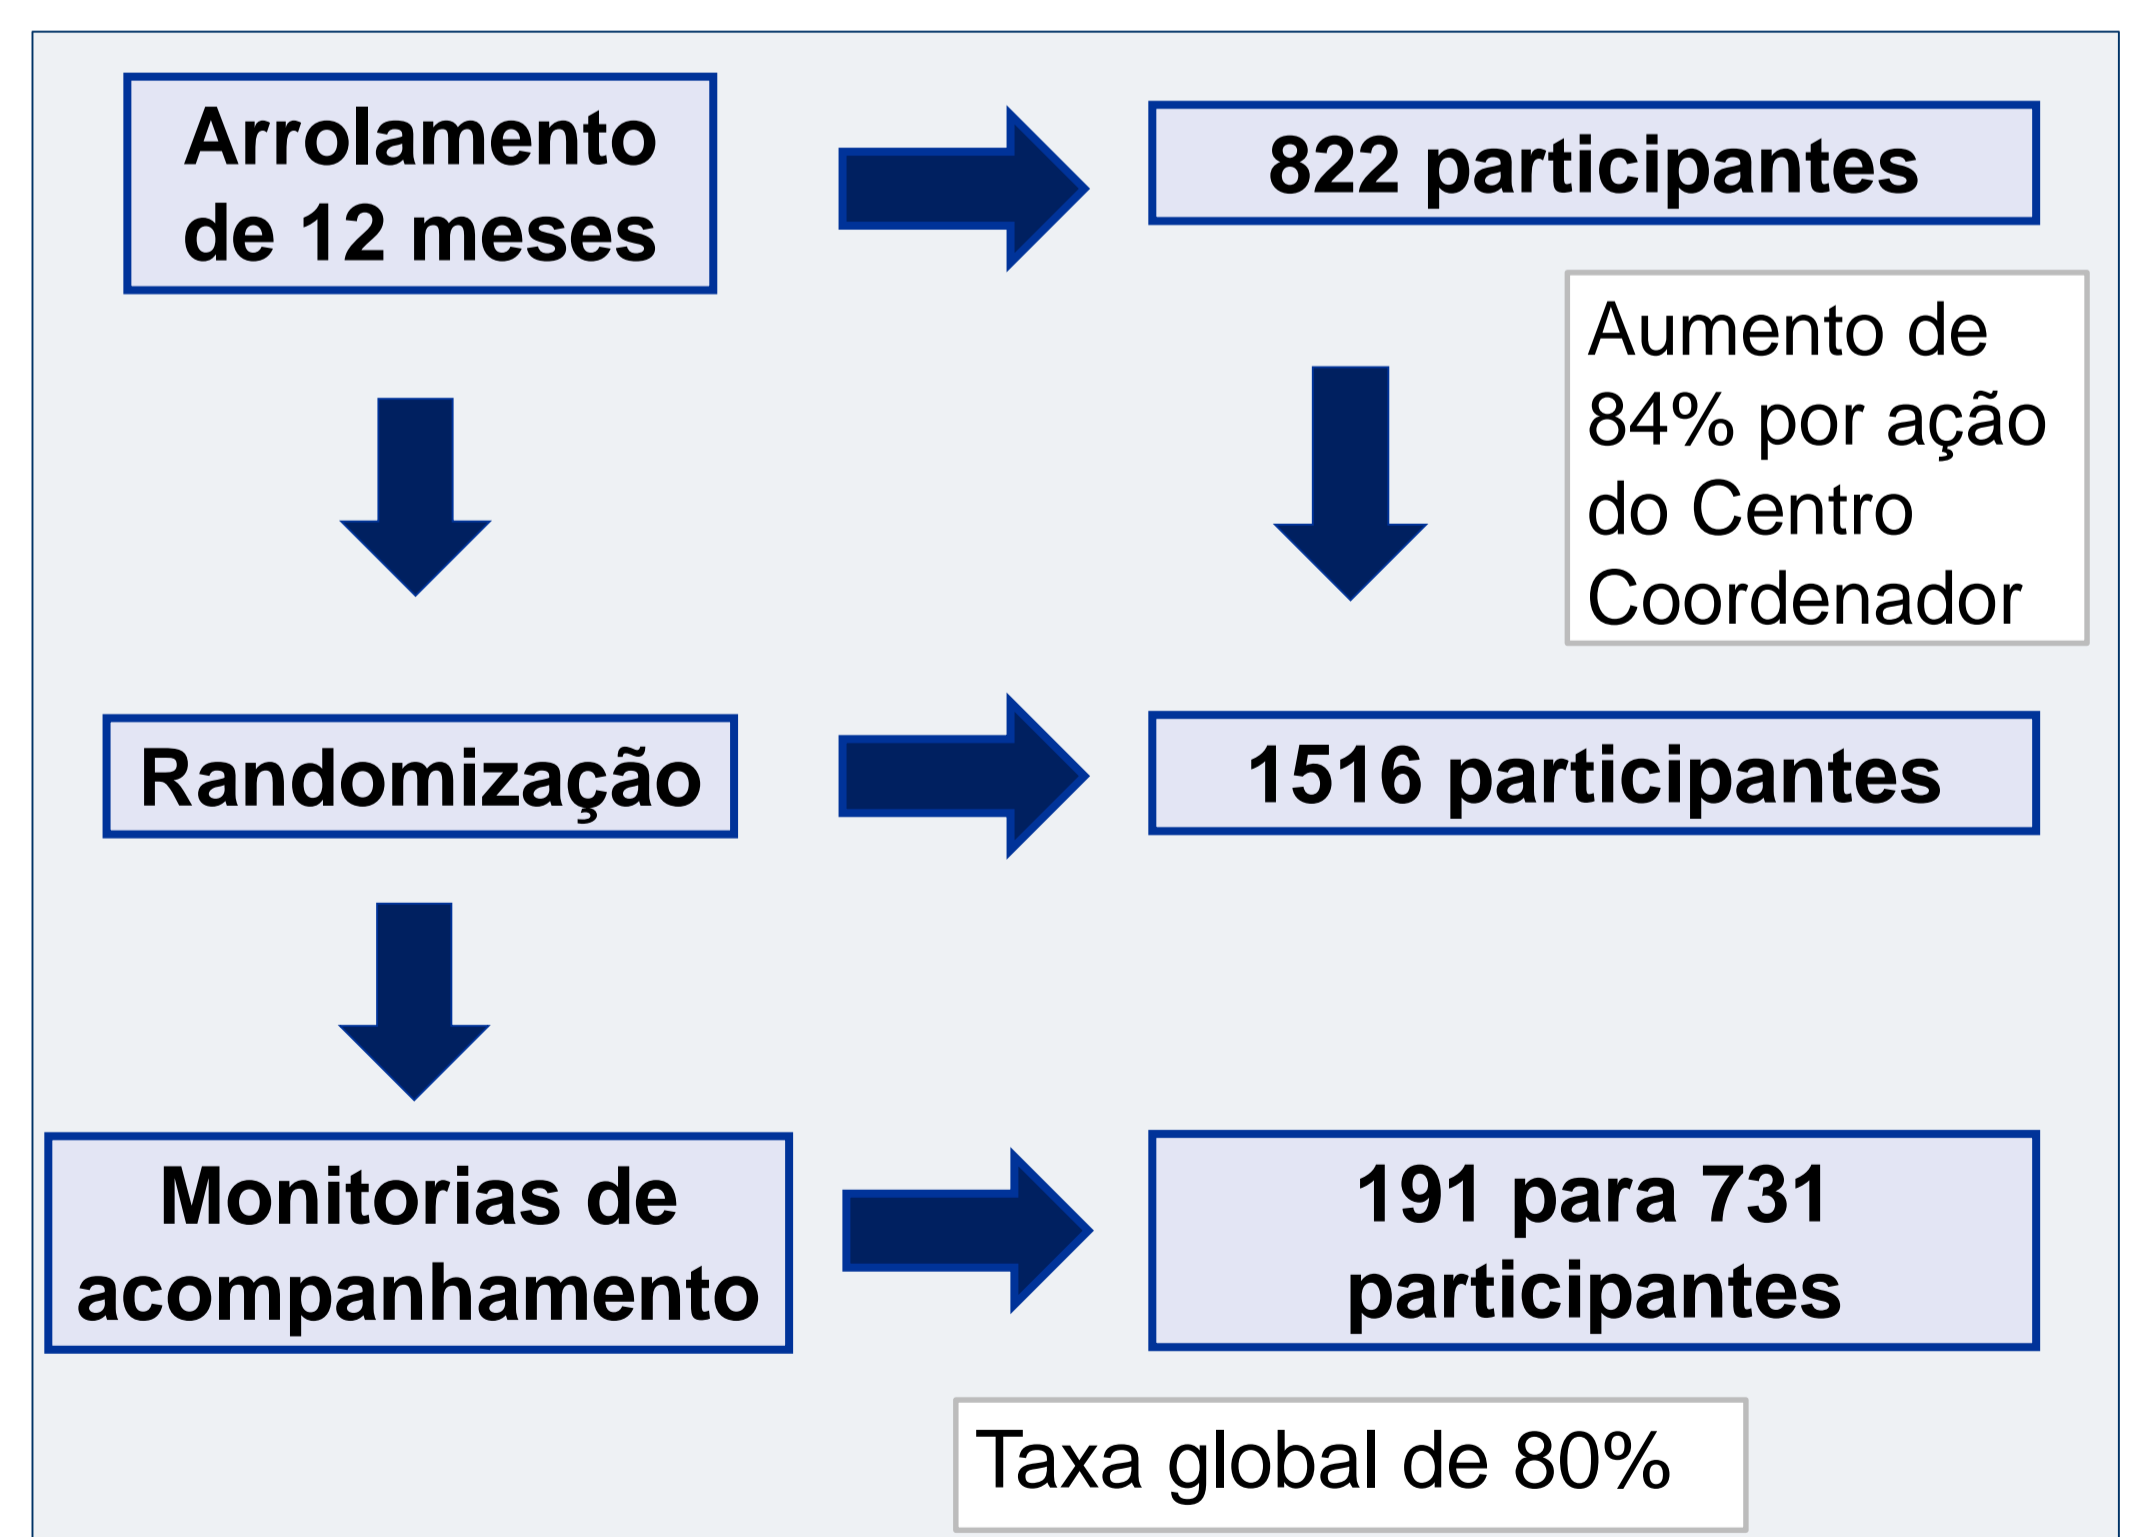 Arrolamento
de 12 meses
822 participantes
Aumento de
84% por ação
do Centro
Coordenador
Randomização
1516 participantes
Monitorias de
acompanhamento
191 para 731
participantes
Taxa global de 80%